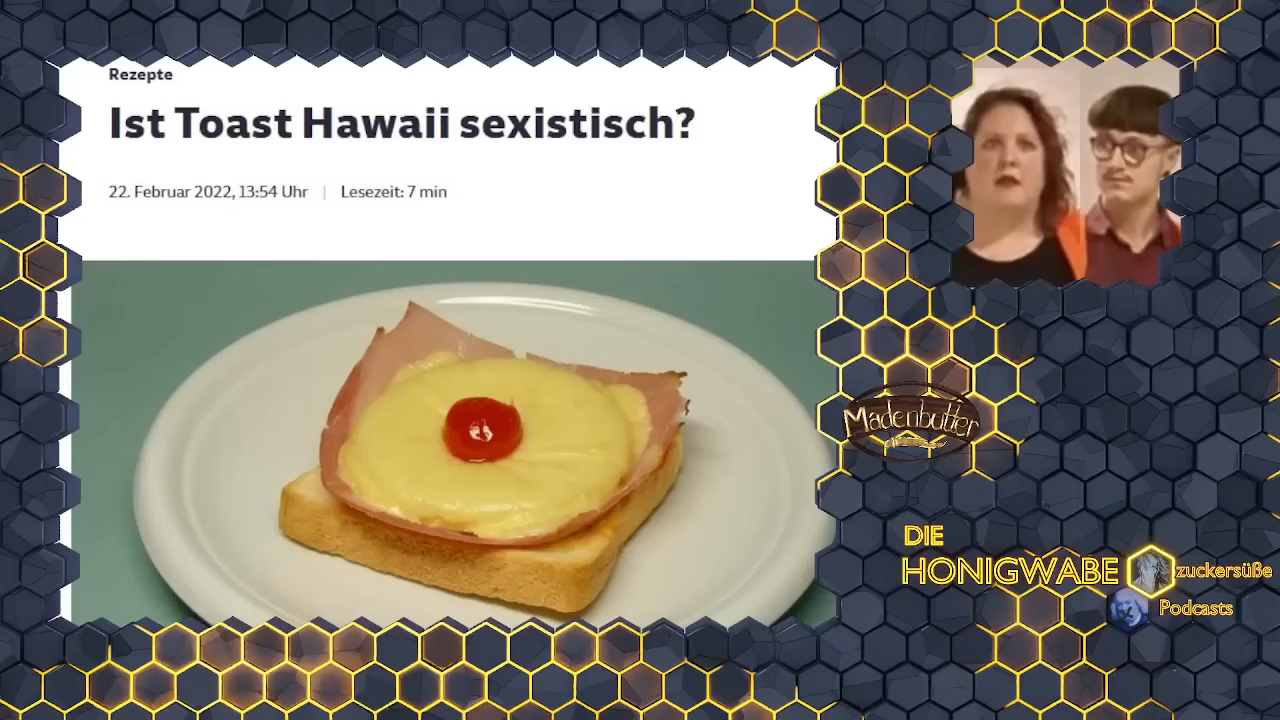 Rezepte
Ist Toast Hawaii sexistisch?
22. Februar 2022, 13:54 Uhr | Lesezeit: 7 min
Madenbutter
DIE
HONIGWABE
zuckersüße
Podcasts